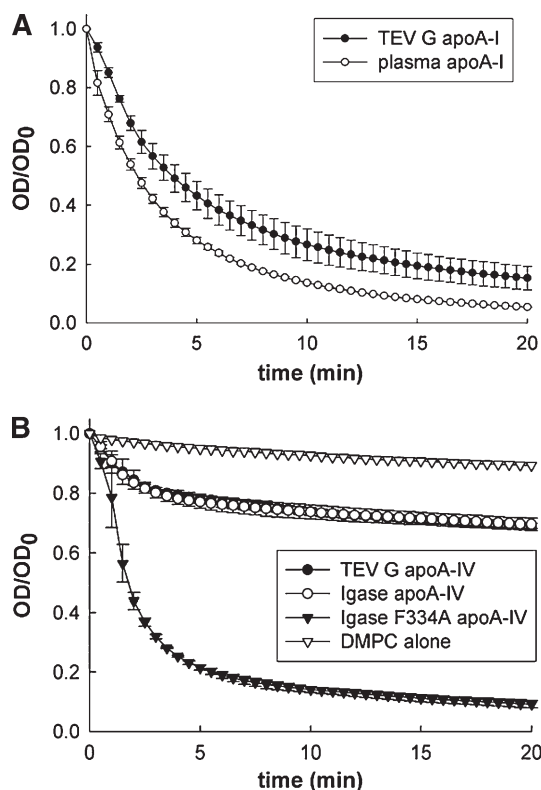 A
TEV G apoA-I
plasma apoA-I
1.0
0.8
0.6
0.4
0.2
0.0
OD/OD0
0 5 10 15 20
time (min)
B
1.0
0.8
0.6
0.4
0.2
0.0
OD/OD0
TEV G apoA-IV
Igase apoA-IV
Igase F334A apoA-IV
DMPC alone
0 5 10 15 20
time (min)